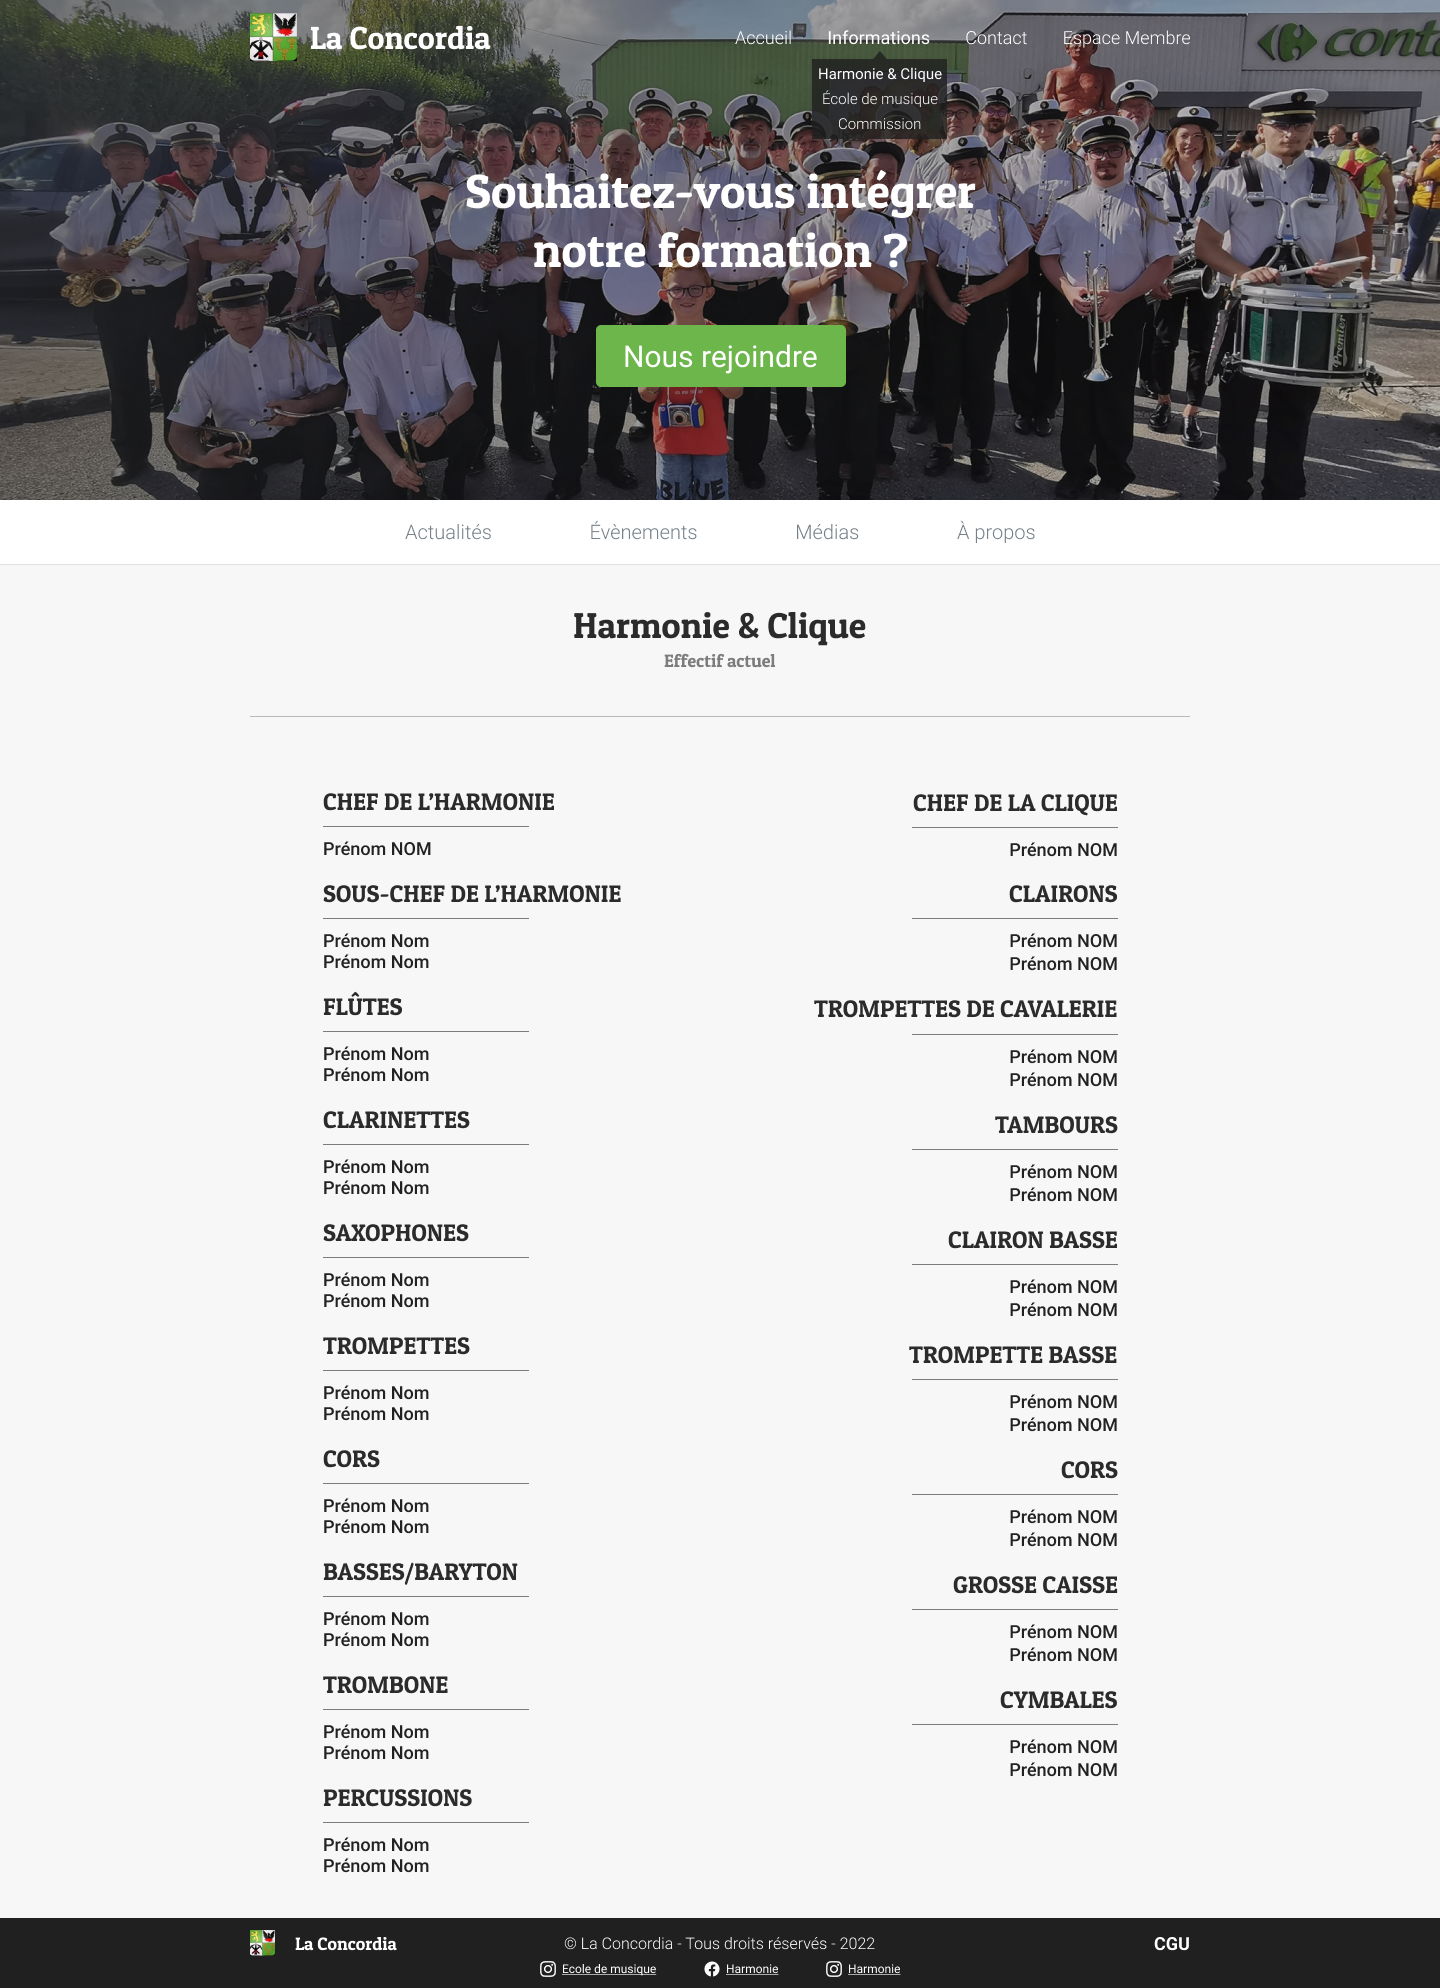 La Concordia
Accueil
Informations
Contact
Espace Membre
conta
Harmonie & Clique
École de musique
Commission
Souhaitez-vous intégrer
notre formation ?
Nous rejoindre
Premier
BLUE
Actualités
Évènements
Médias
À propos
Harmonie & Clique
Effectif actuel
CHEF DE L’HARMONIE
Prénom NOM
SOUS-CHEF DE L’HARMONIE
Prénom Nom
Prénom Nom
FLÛTES
Prénom Nom
Prénom Nom
CLARINETTES
Prénom Nom
Prénom Nom
SAXOPHONES
Prénom Nom
Prénom Nom
TROMPETTES
Prénom Nom
Prénom Nom
CORS
Prénom Nom
Prénom Nom
BASSES/BARYTON
Prénom Nom
Prénom Nom
TROMBONE
Prénom Nom
Prénom Nom
PERCUSSIONS
Prénom Nom
Prénom Nom
CHEF DE LA CLIQUE
Prénom NOM
CLAIRONS
Prénom NOM
Prénom NOM
TROMPETTES DE CAVALERIE
Prénom NOM
Prénom NOM
TAMBOURS
Prénom NOM
Prénom NOM
CLAIRON BASSE
Prénom NOM
Prénom NOM
TROMPETTE BASSE
Prénom NOM
Prénom NOM
CORS
Prénom NOM
Prénom NOM
GROSSE CAISSE
Prénom NOM
Prénom NOM
CYMBALES
Prénom NOM
Prénom NOM
La Concordia
© La Concordia - Tous droits réservés - 2022
CGU
Ecole de musique
Harmonie
Harmonie